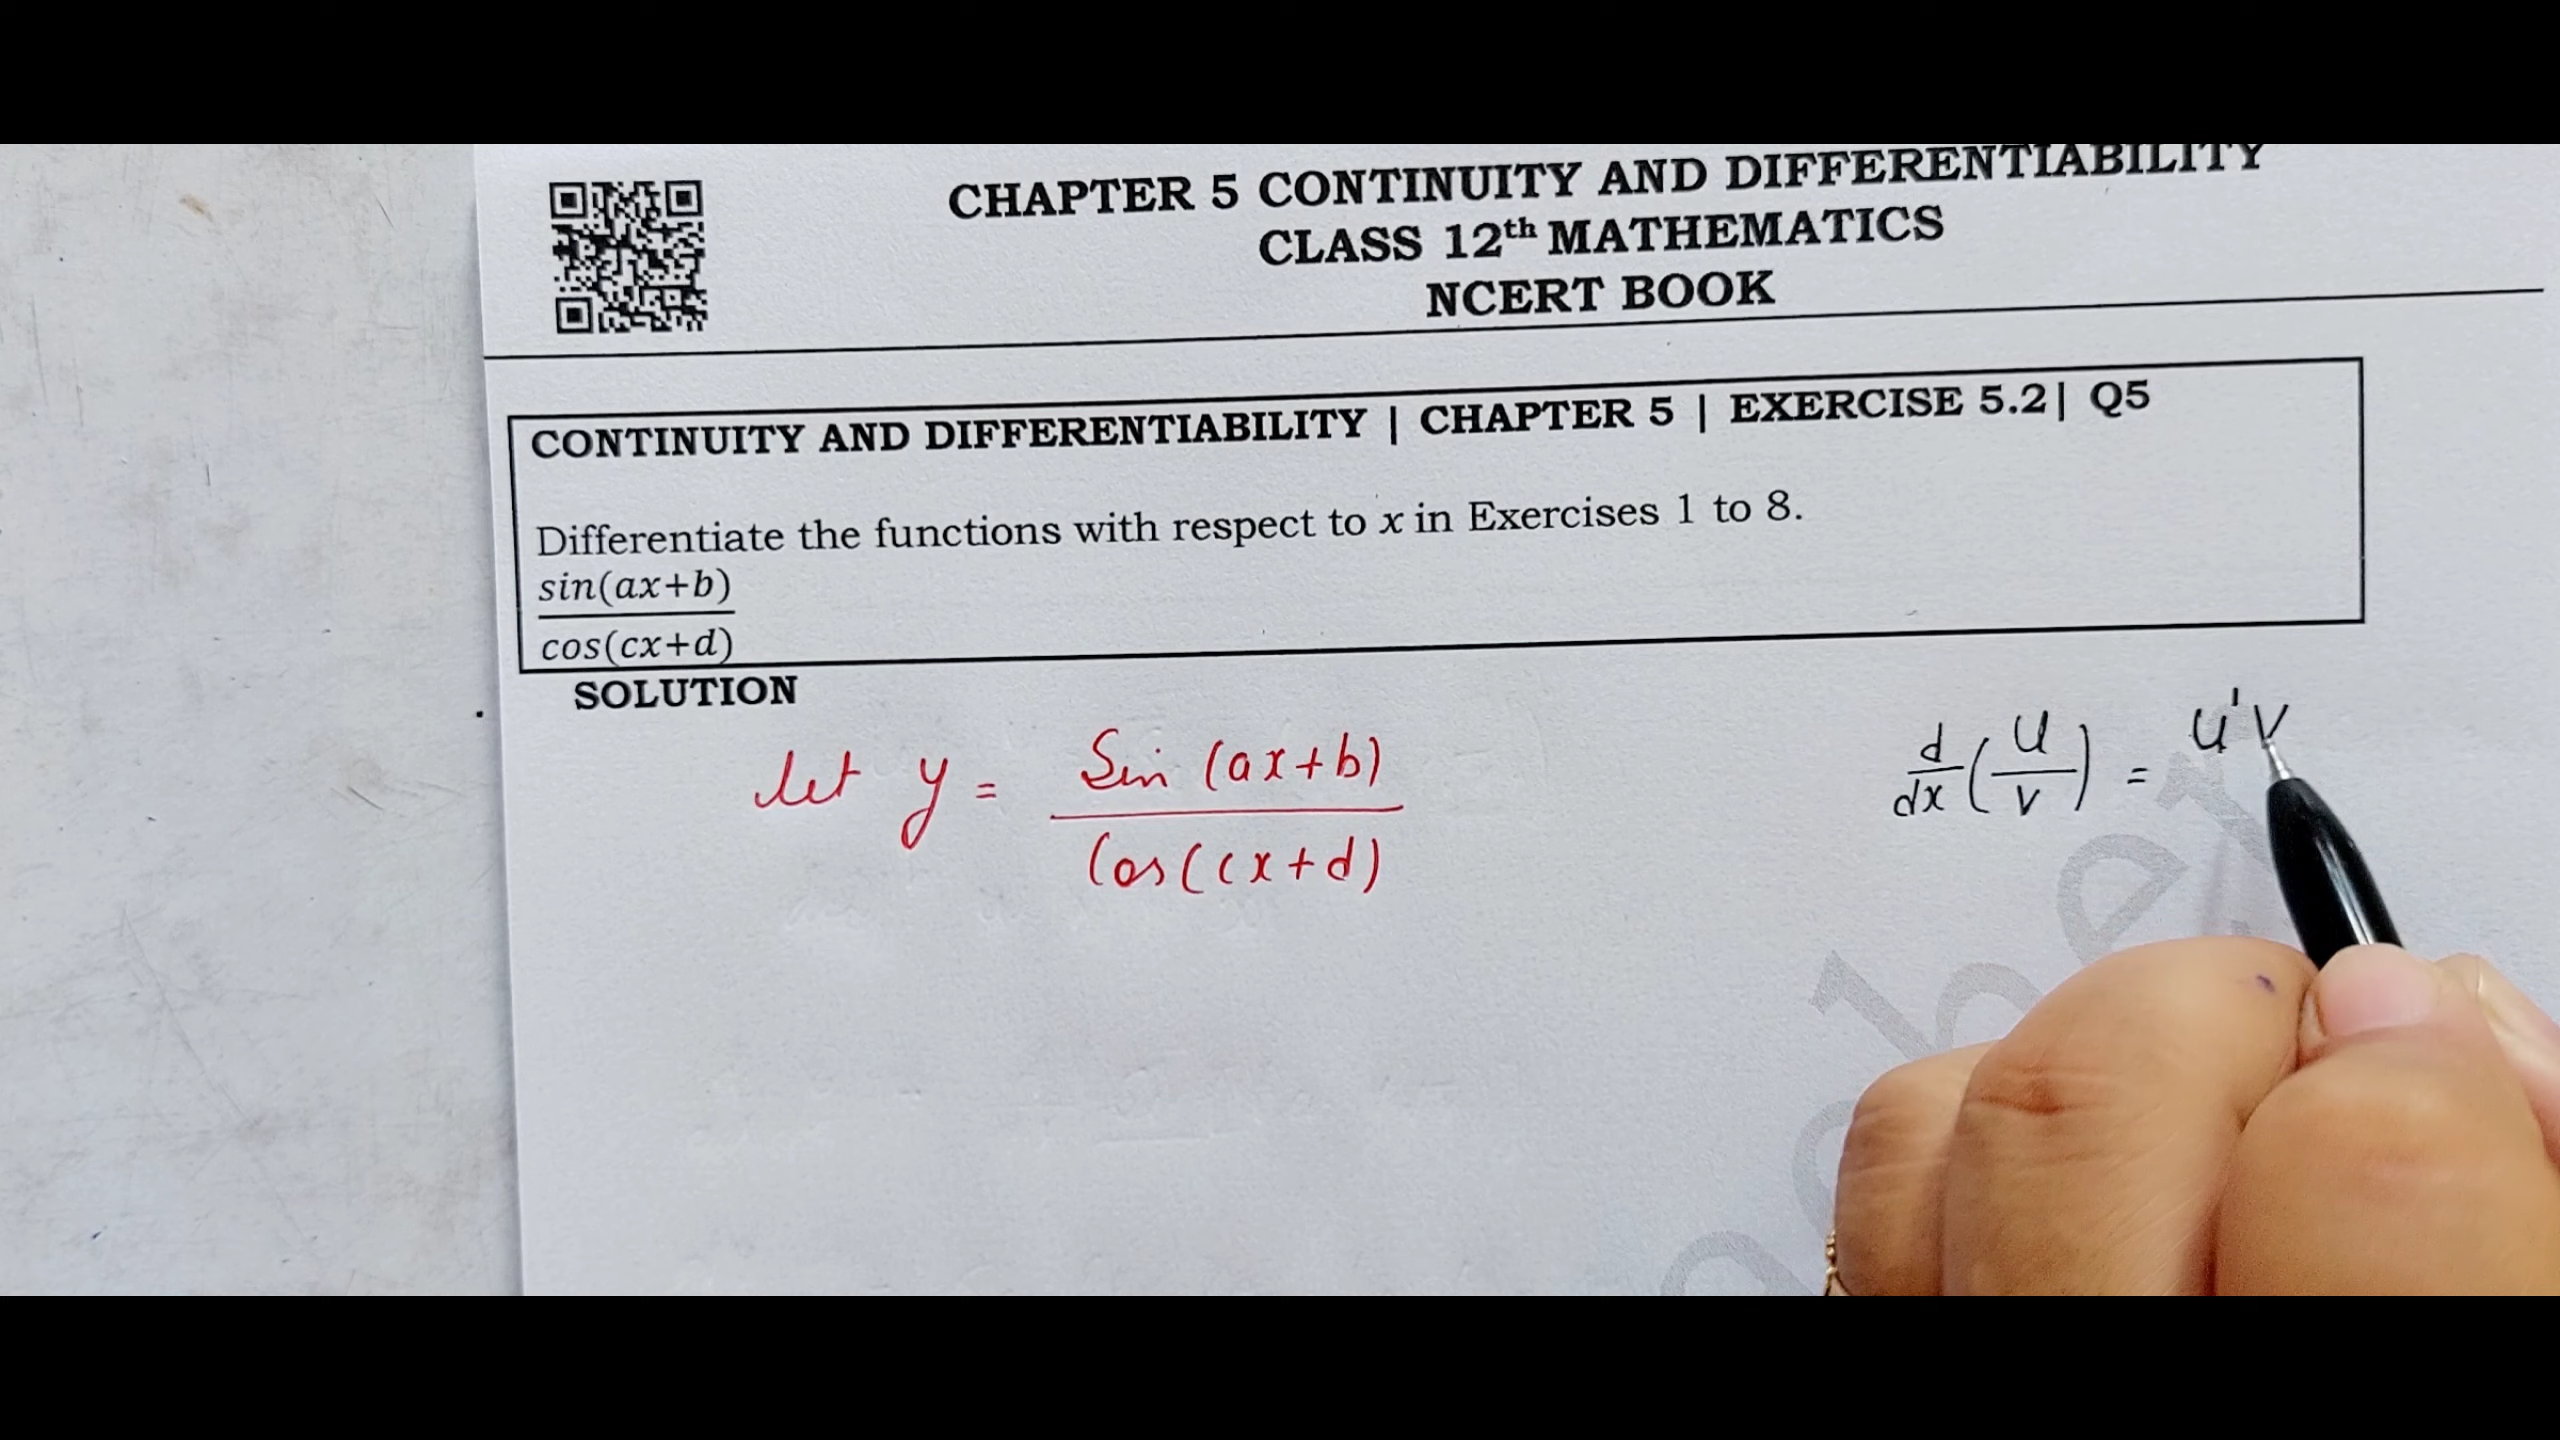 CHAPTER 5 CONTINUITY AND DIFFERENTIABILITY
CLASS 12th MATHEMATICS
NCERT BOOK
CONTINUITY AND DIFFERENTIABILITY | CHAPTER 5 | EXERCISE 5.2| Q5
Differentiate the functions with respect to x in Exercises 1 to 8.
sin(ax+b)
cos(cx+d)
SOLUTION
let y = Sin (ax+b)
Cos(cx+d)
d/dx (u/v) = u'v